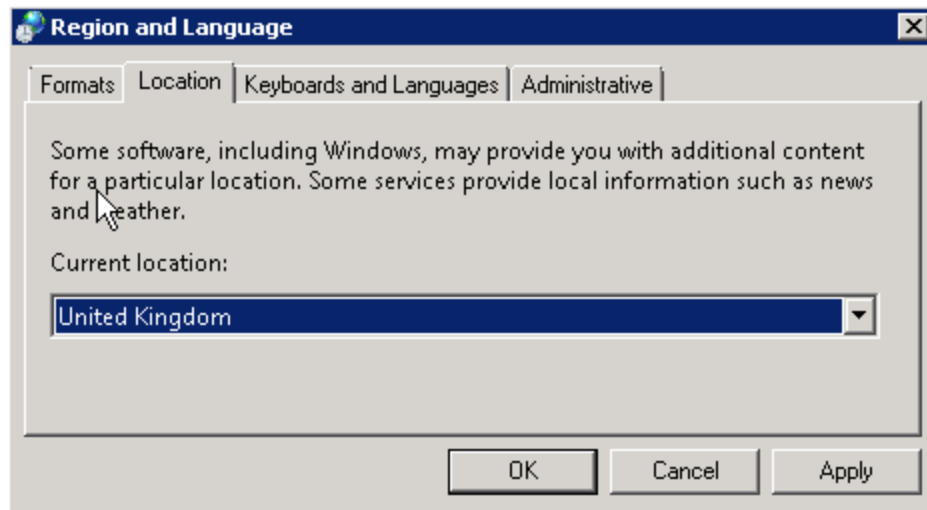 Region and Language
Formats
Location
Keyboards and Languages
Administrative
Some software, including Windows, may provide you with additional content
for a particular location. Some services provide local information such as news
and weather.
Current location:
United Kingdom
OK
Cancel
Apply